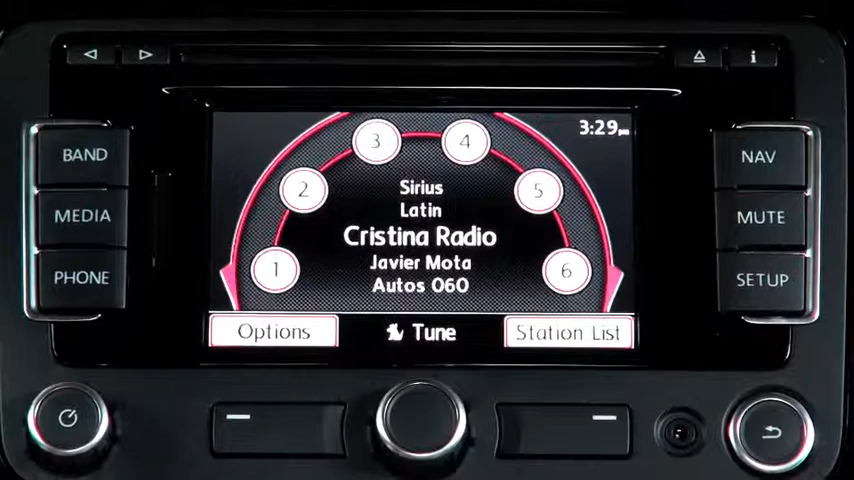 i
BAND
MEDIA
PHONE
3:29pm
1
2
3
4
5
6
Sirius
Latin
Cristina Radio
Javier Mota
Autos 060
Options
Tune
Station List
NAV
MUTE
SETUP